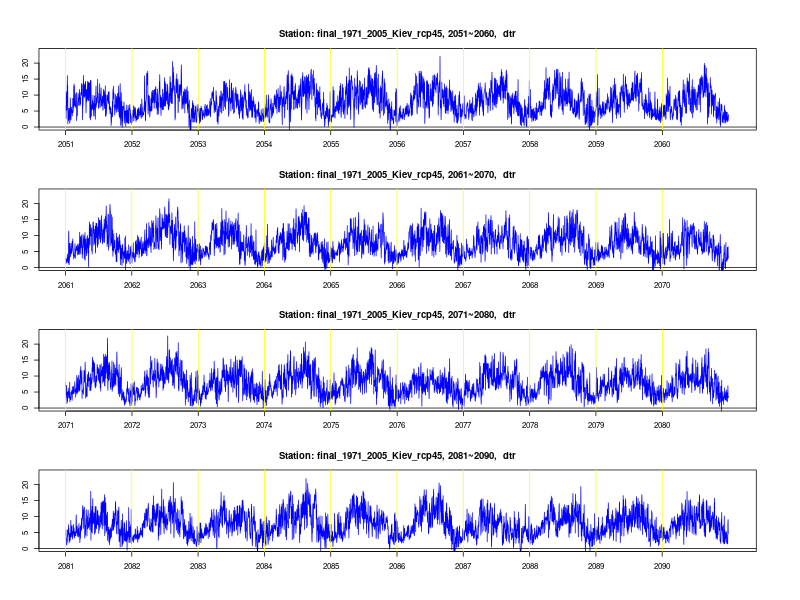 Station: final_1971_2005_Kiev_rcp45, 2051~2060, dtr
20
15
10
5
0
2051 2052 2053 2054 2055 2056 2057 2058 2059 2060
Station: final_1971_2005_Kiev_rcp45, 2061~2070, dtr
20
15
10
5
0
2061 2062 2063 2064 2065 2066 2067 2068 2069 2070
Station: final_1971_2005_Kiev_rcp45, 2071~2080, dtr
20
15
10
5
0
2071 2072 2073 2074 2075 2076 2077 2078 2079 2080
Station: final_1971_2005_Kiev_rcp45, 2081~2090, dtr
20
15
10
5
0
2081 2082 2083 2084 2085 2086 2087 2088 2089 2090